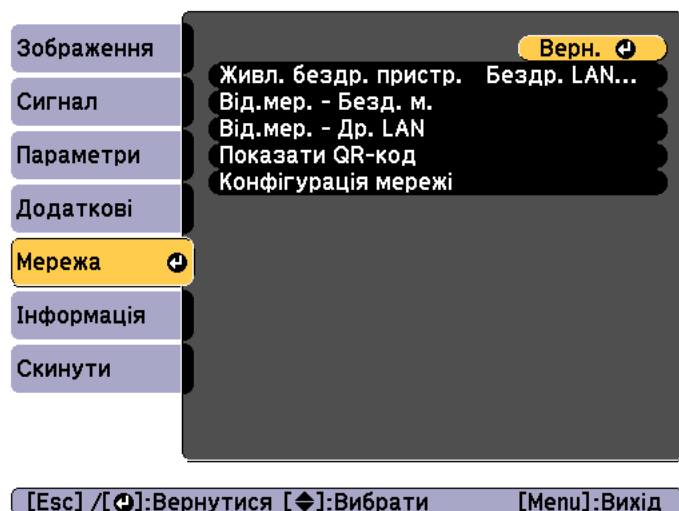 Зображення
Сигнал
Параметри
Додаткові
Мережа
Інформація
Скинути
Верн.
Живл. бездр. пристр. Бездр. LAN...
Від.мер. - Безд. м.
Від.мер. - Др. LAN
Показати QR-код
Конфігурація мережі
[Esc] /[⏎]:Вернутися [◆]:Вибрати [Menu]:Вихід